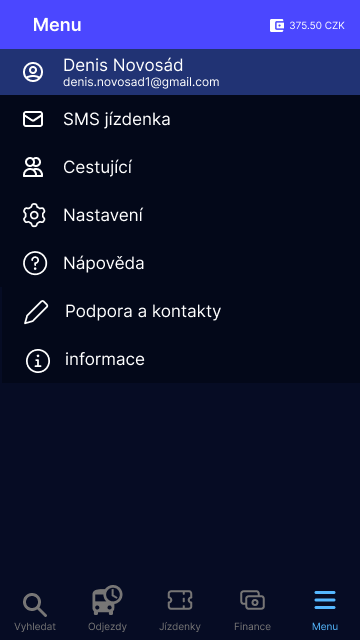 Menu
375.50 CZK
Denis Novosád
denis.novosad1@gmail.com
SMS jízdenka
Cestující
Nastavení
Nápověda
Podpora a kontakty
informace
Vyhledat
Odjezdy
Jízdenky
Finance
Menu